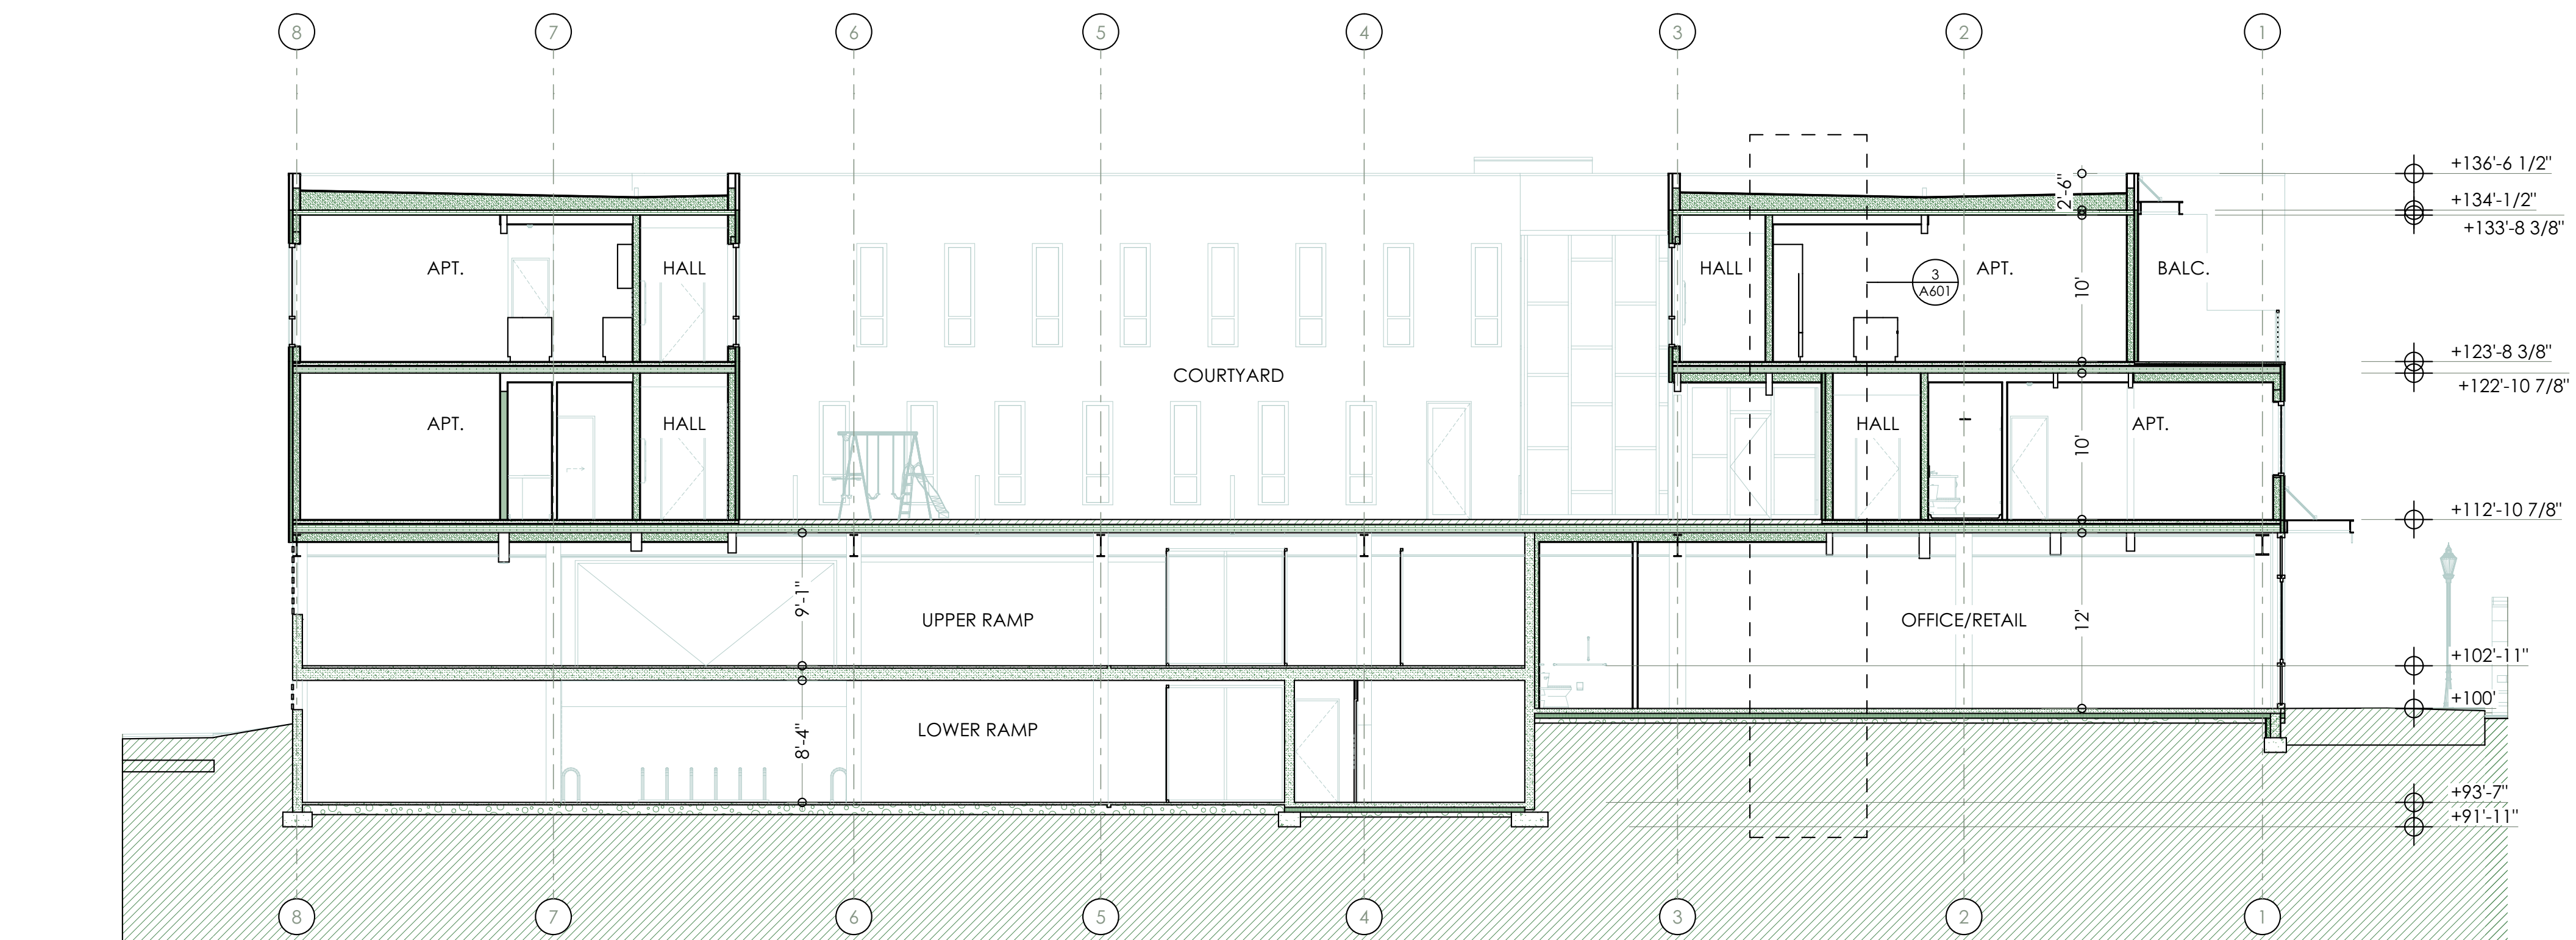 8 7 6 5 4 3 2 1
+136'-6 1/2"
2'-6"
+134'-1/2"
+133'-8 3/8"
APT. HALL HALL 3 APT. BALC.
A601
10'
+123'-8 3/8"
COURTYARD
+122'-10 7/8"
APT. HALL HALL APT.
10'
+112'-10 7/8"
9'-1"
UPPER RAMP OFFICE/RETAIL
12'
+102'-11"
+100'
LOWER RAMP
8'-4"
+93'-7"
+91'-11"
8 7 6 5 4 3 2 1